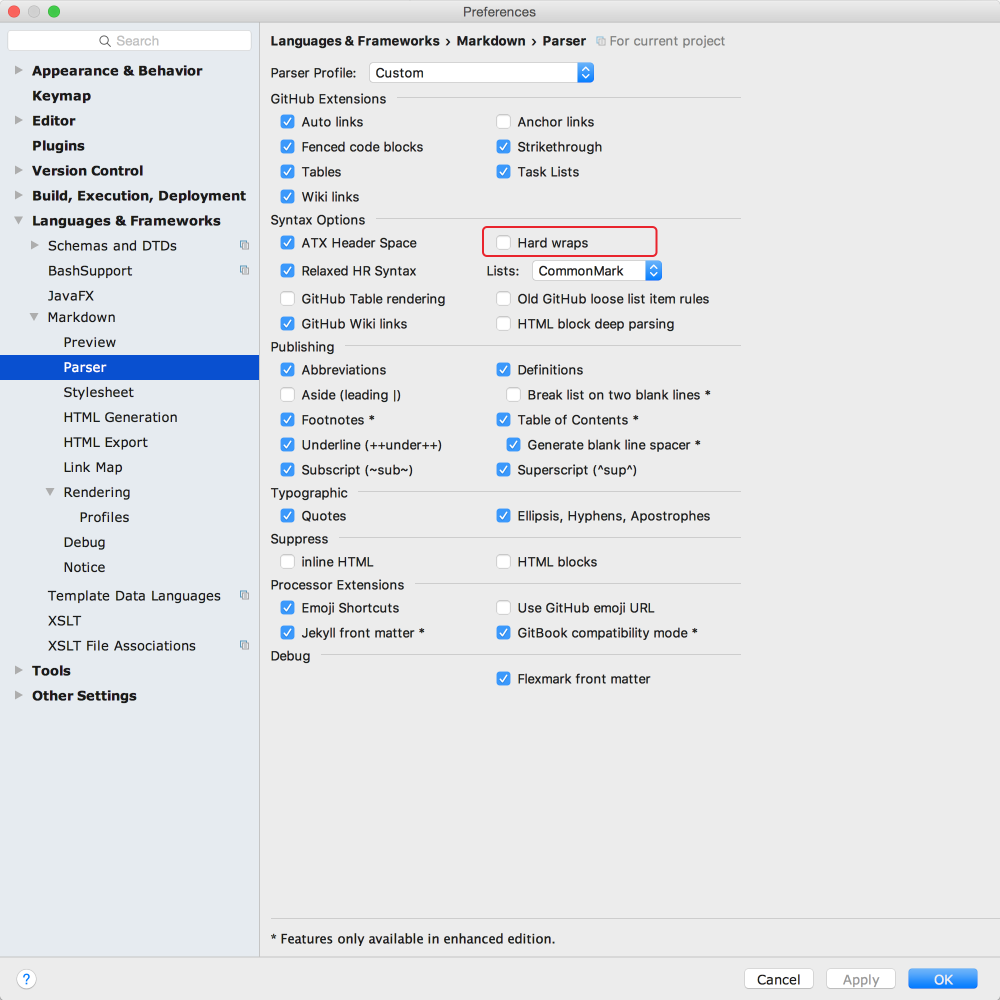 Preferences
Search
Appearance & Behavior
Keymap
Editor
Plugins
Version Control
Build, Execution, Deployment
Languages & Frameworks
Schemas and DTDs
BashSupport
JavaFX
Markdown
Preview
Parser
Stylesheet
HTML Generation
HTML Export
Link Map
Rendering
Profiles
Debug
Notice
Template Data Languages
XSLT
XSLT File Associations
Tools
Other Settings
Languages & Frameworks › Markdown › Parser For current project
Parser Profile: Custom
GitHub Extensions
Auto links Anchor links
Fenced code blocks Strikethrough
Tables Task Lists
Wiki links
Syntax Options
ATX Header Space Hard wraps
Relaxed HR Syntax Lists: CommonMark
GitHub Table rendering Old GitHub loose list item rules
GitHub Wiki links HTML block deep parsing
Publishing
Abbreviations Definitions
Aside (leading |) Break list on two blank lines *
Footnotes * Table of Contents *
Underline (++under++) Generate blank line spacer *
Subscript (~sub~) Superscript (^sup^)
Typographic
Quotes Ellipsis, Hyphens, Apostrophes
Suppress
inline HTML HTML blocks
Processor Extensions
Emoji Shortcuts Use GitHub emoji URL
Jekyll front matter * GitBook compatibility mode *
Debug
Flexmark front matter
* Features only available in enhanced edition.
? Cancel Apply OK